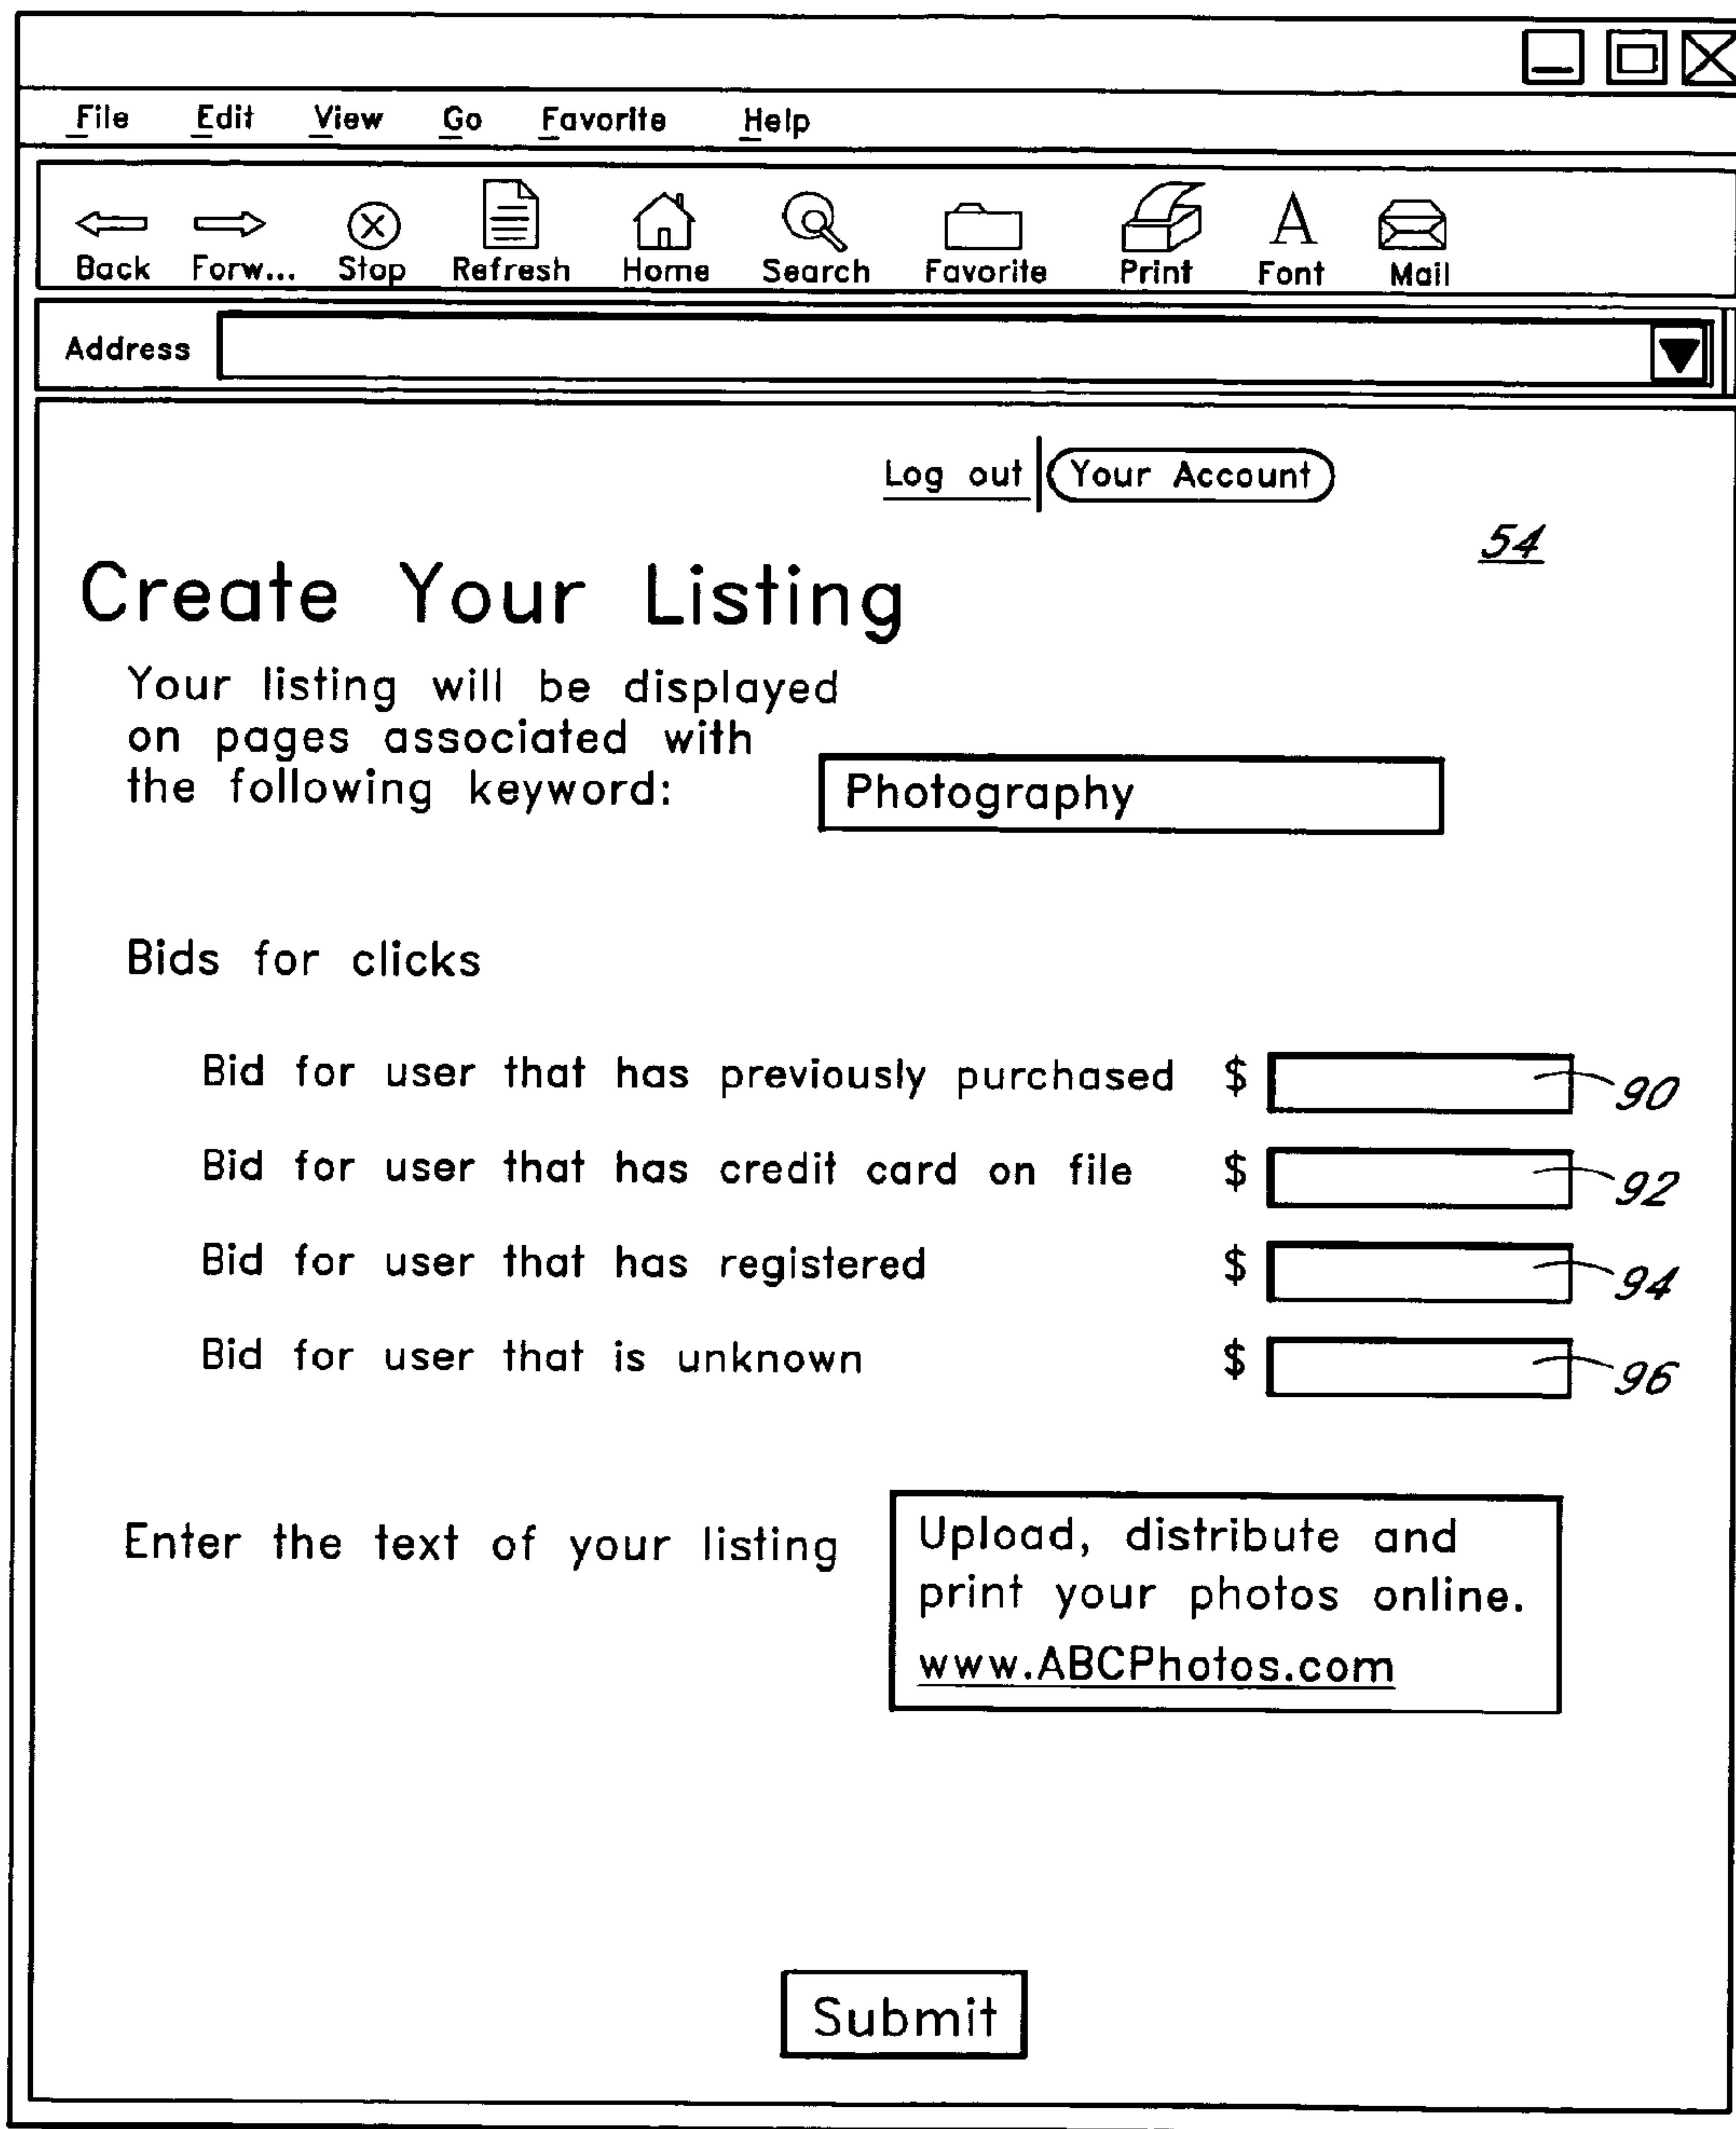 File Edit View Go Favorite Help
Back Forw... Stop Refresh Home Search Favorite Print Font Mail
Address
Log out Your Account
54
Create Your Listing
Your listing will be displayed
on pages associated with
the following keyword: Photography
Bids for clicks
Bid for user that has previously purchased $ 90
Bid for user that has credit card on file $ 92
Bid for user that has registered $ 94
Bid for user that is unknown $ 96
Enter the text of your listing Upload, distribute and
print your photos online.
www.ABCPhotos.com
Submit